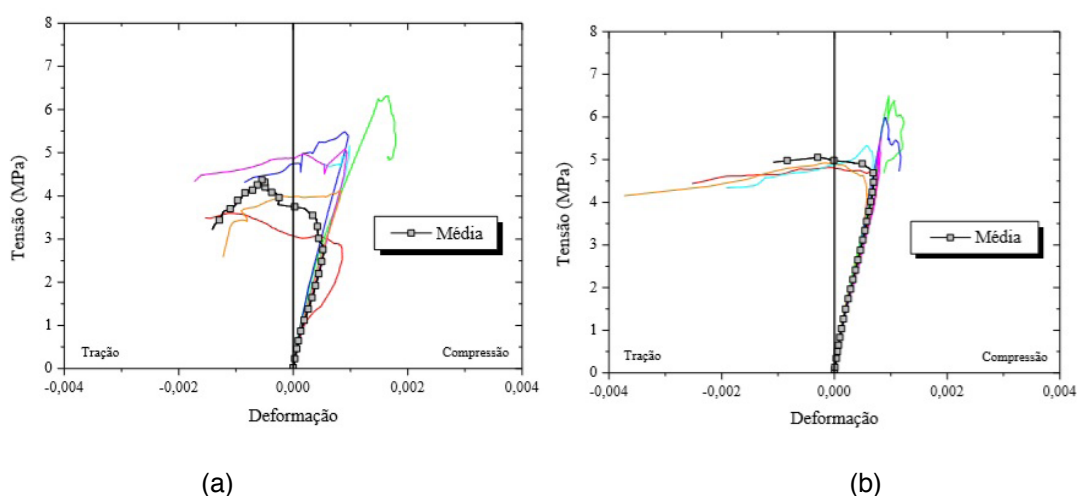 8
7
6
5
4
3
2
1
0
Tensão (MPa)
Média
Tração
Compressão
-0,004
-0,002
0,000
0,002
0,004
Deformação
(a)
8
7
6
5
4
3
2
1
0
Tensão (MPa)
Média
Tração
Compressão
-0,004
-0,002
0,000
0,002
0,004
Deformação
(b)